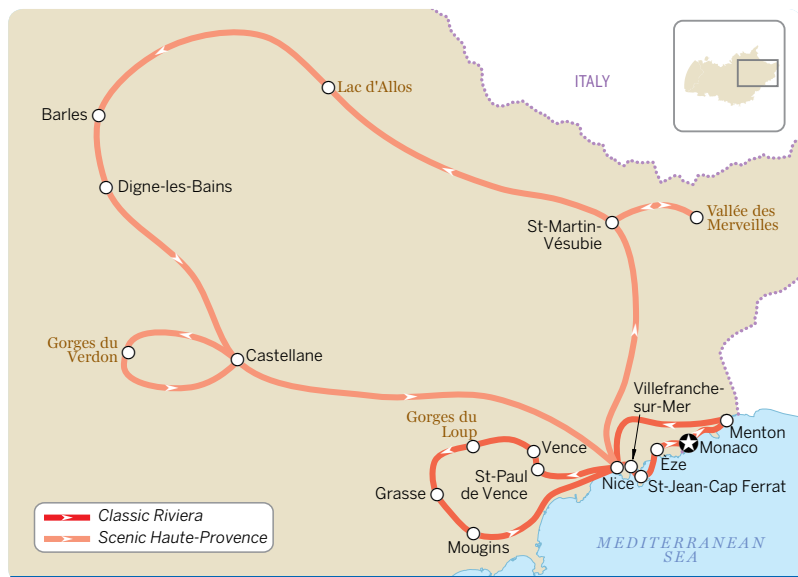 ITALY
Lac d'Allos
Barles
Digne-les-Bains
St-Martin-
Vésubie
Vallée des
Merveilles
Gorges du
Verdon
Castellane
Villefranche-
sur-Mer
Gorges du
Loup
Vence
Menton
Monaco
Èze
St-Paul
de Vence
Nice
St-Jean-Cap Ferrat
Grasse
Mougins
Classic Riviera
Scenic Haute-Provence
MEDITERRANEAN
SEA